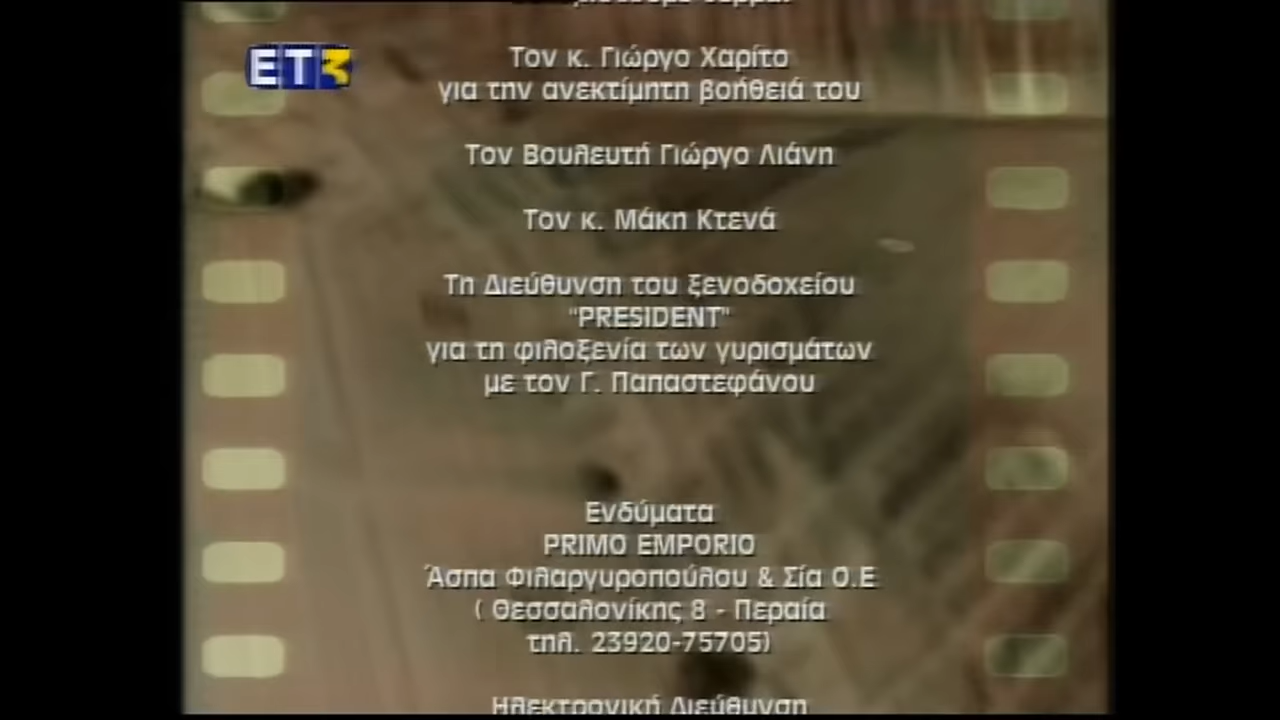 ET3
Τον κ. Γιώργο Χαρίτο
για την ανεκτίμητη βοήθειά του
Τον Βουλευτή Γιώργο Λιάνη
Τον κ. Μάκη Κτενά
Τη Διεύθυνση του ξενοδοχείου
"PRESIDENT"
για τη φιλοξενία των γυρισμάτων
με τον Γ. Παπαστεφάνου
Ενδύματα
PRIMO EMPORIO
Άσπα Φιλαργυροπούλου & Σία Ο.Ε
( Θεσσαλονίκης 8 - Περαία
τηλ. 23920-75705)
Ηλεκτρονική Διεύθυνση